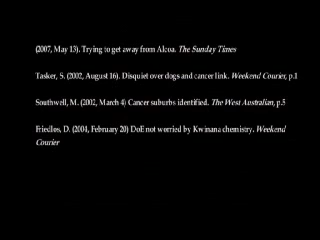 (2007, May 13). Trying to get away from Alcoa. The Sunday Times
Tasker, S. (2002, August 16). Disquiet over dogs and cancer link. Weekend Courier, p.1
Southwell, M. (2002, March 4) Cancer suburbs identified. The West Australian, p.5
Friedlos, D. (2004, February 20) DoE not worried by Kwinana chemistry. Weekend
Courier